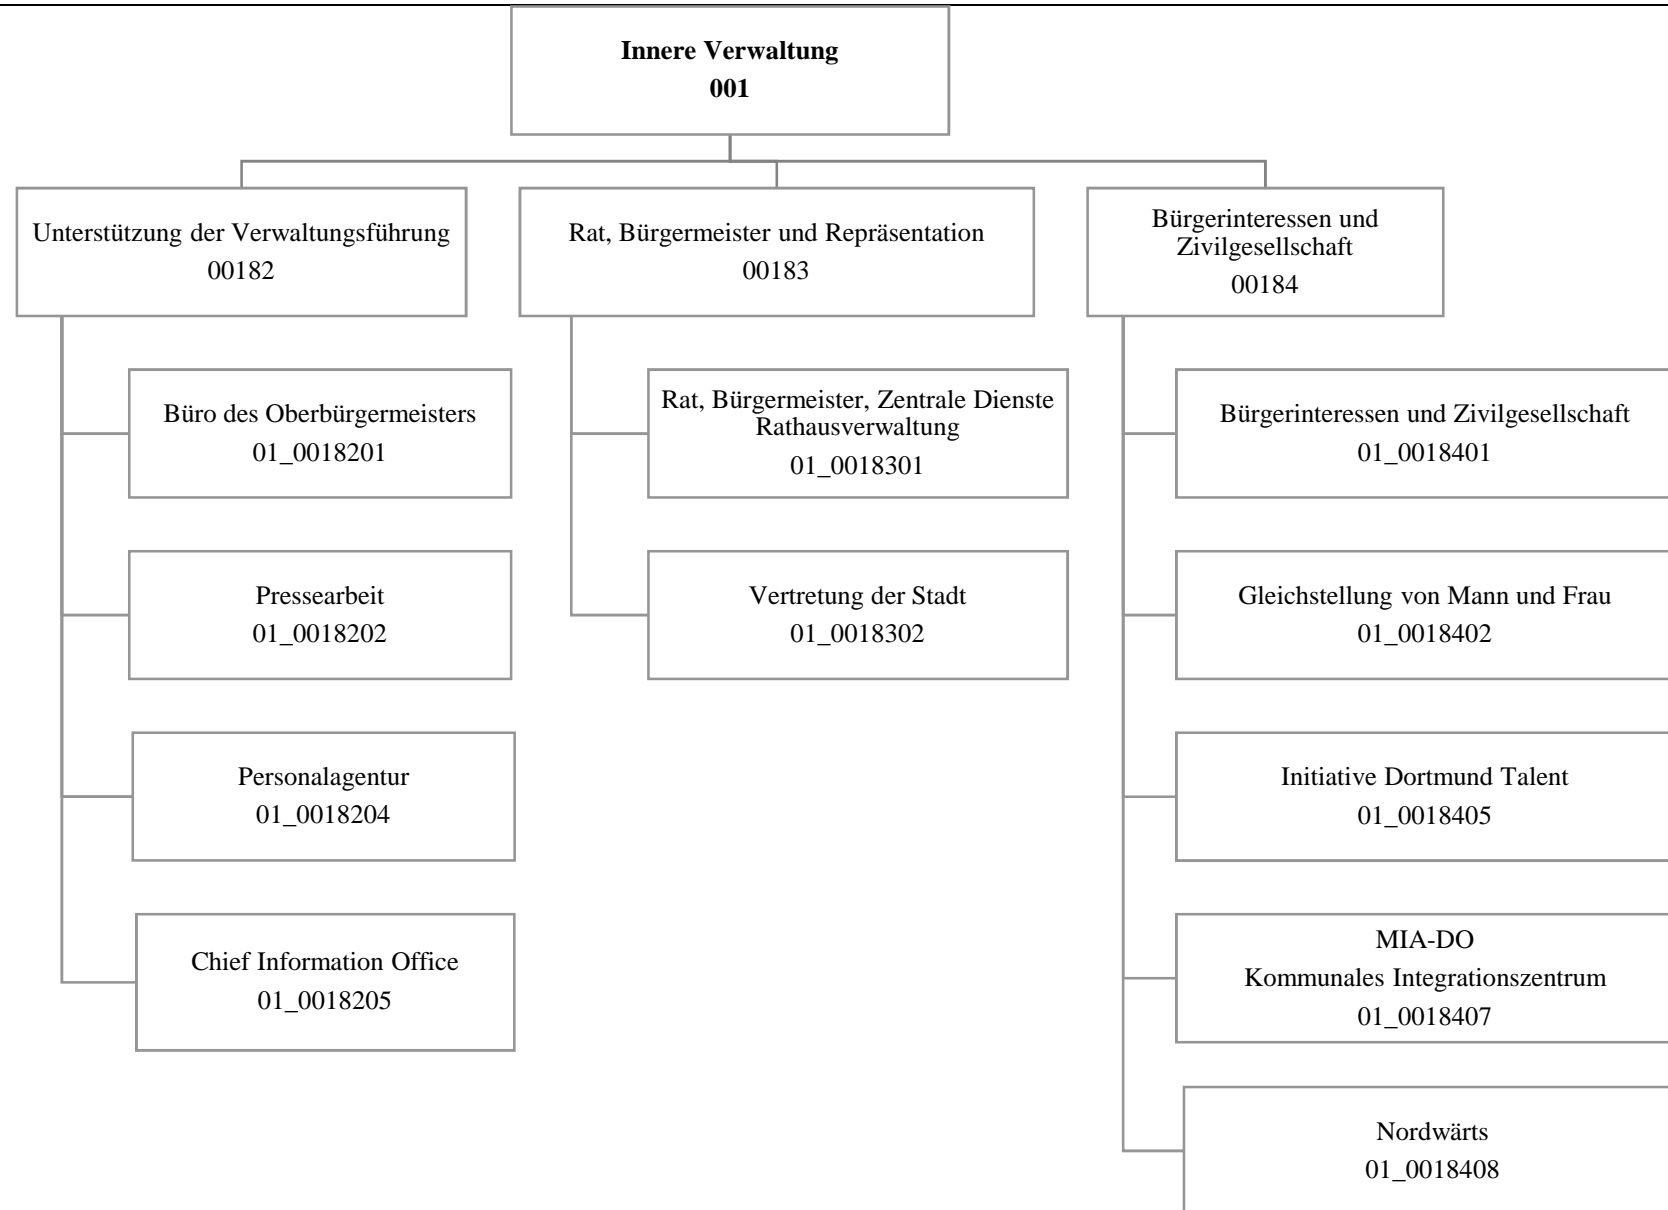 Innere Verwaltung
001
Unterstützung der Verwaltungsführung
00182
Rat, Bürgermeister und Repräsentation
00183
Bürgerinteressen und
Zivilgesellschaft
00184
Büro des Oberbürgermeisters
01_0018201
Pressearbeit
01_0018202
Personalagentur
01_0018204
Chief Information Office
01_0018205
Rat, Bürgermeister, Zentrale Dienste
Rathausverwaltung
01_0018301
Vertretung der Stadt
01_0018302
Bürgerinteressen und Zivilgesellschaft
01_0018401
Gleichstellung von Mann und Frau
01_0018402
Initiative Dortmund Talent
01_0018405
MIA-DO
Kommunales Integrationszentrum
01_0018407
Nordwärts
01_0018408